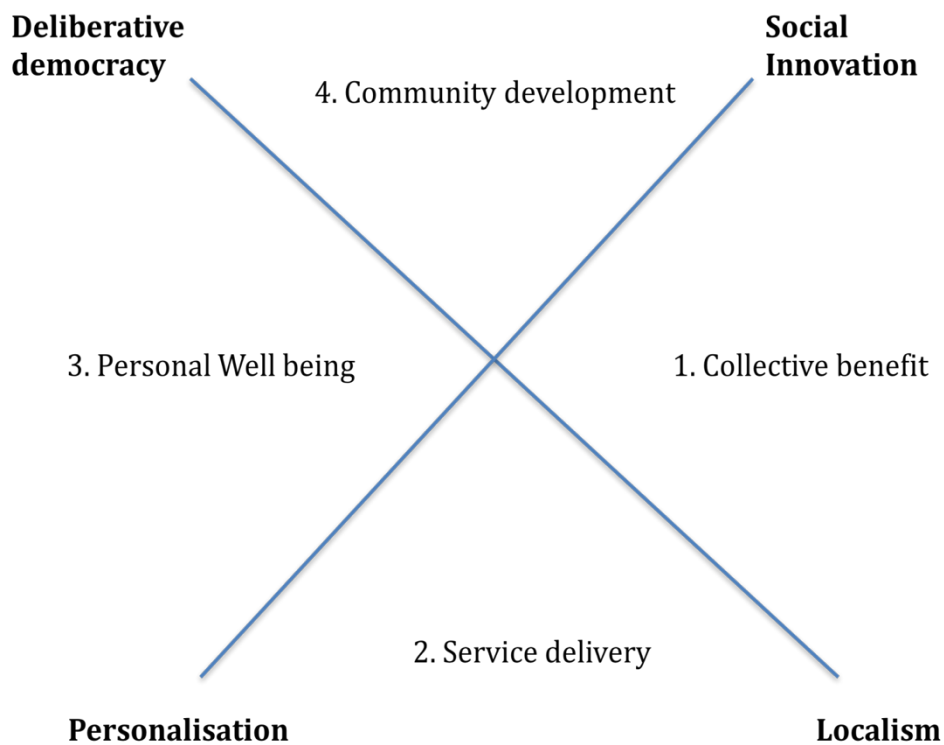 Deliberative
democracy
Social
Innovation
4. Community development
3. Personal Well being
1. Collective benefit
2. Service delivery
Personalisation
Localism